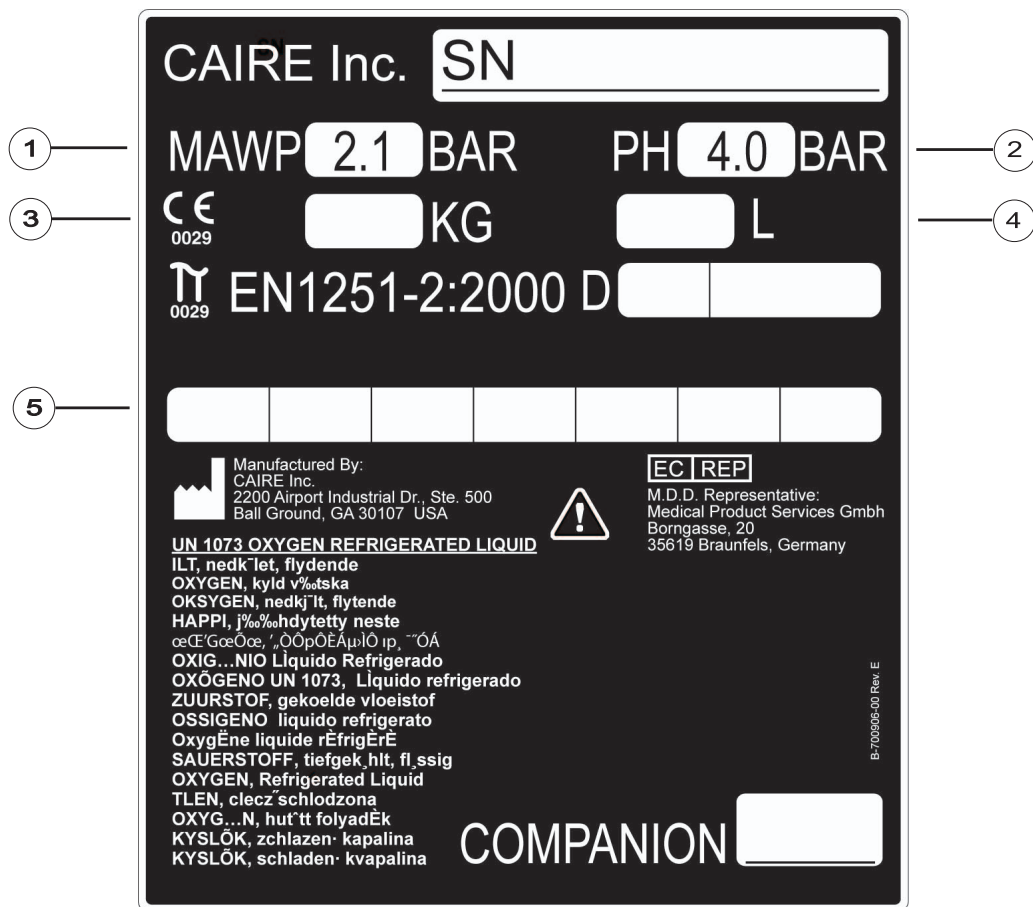 CAIRE Inc. SN
1 MAWP 2.1 BAR PH 4.0 BAR 2
3 CE 0029 KG L 4
π 0029 EN1251-2:2000 D
5
Manufactured By:
CAIRE Inc.
2200 Airport Industrial Dr., Ste. 500
Ball Ground, GA 30107 USA
EC REP
M.D.D. Representative:
Medical Product Services Gmbh
Borngasse, 20
35619 Braunfels, Germany
UN 1073 OXYGEN REFRIGERATED LIQUID
ILT, nedk¯let, flydende
OXYGEN, kyld v‰tska
OKSYGEN, nedkj¯lt, flytende
HAPPI, j‰‰hdytetty neste
OXIG...NIO LÌquido Refrigerado
OXÕGENO UN 1073, LÌquido refrigerado
ZUURSTOF, gekoelde vloeistof
OSSIGENO liquido refrigerato
OxygËne liquide rÈfrigÈrÈ
SAUERSTOFF, tiefgek¸hlt, fl¸ssig
OXYGEN, Refrigerated Liquid
TLEN, clecz˝schlodzona
OXYG...N, hutˆtt folyadÈk
KYSLÕK, zchlazen· kapalina
KYSLÕK, schladen· kvapalina
B-700906-00 Rev. E
COMPANION